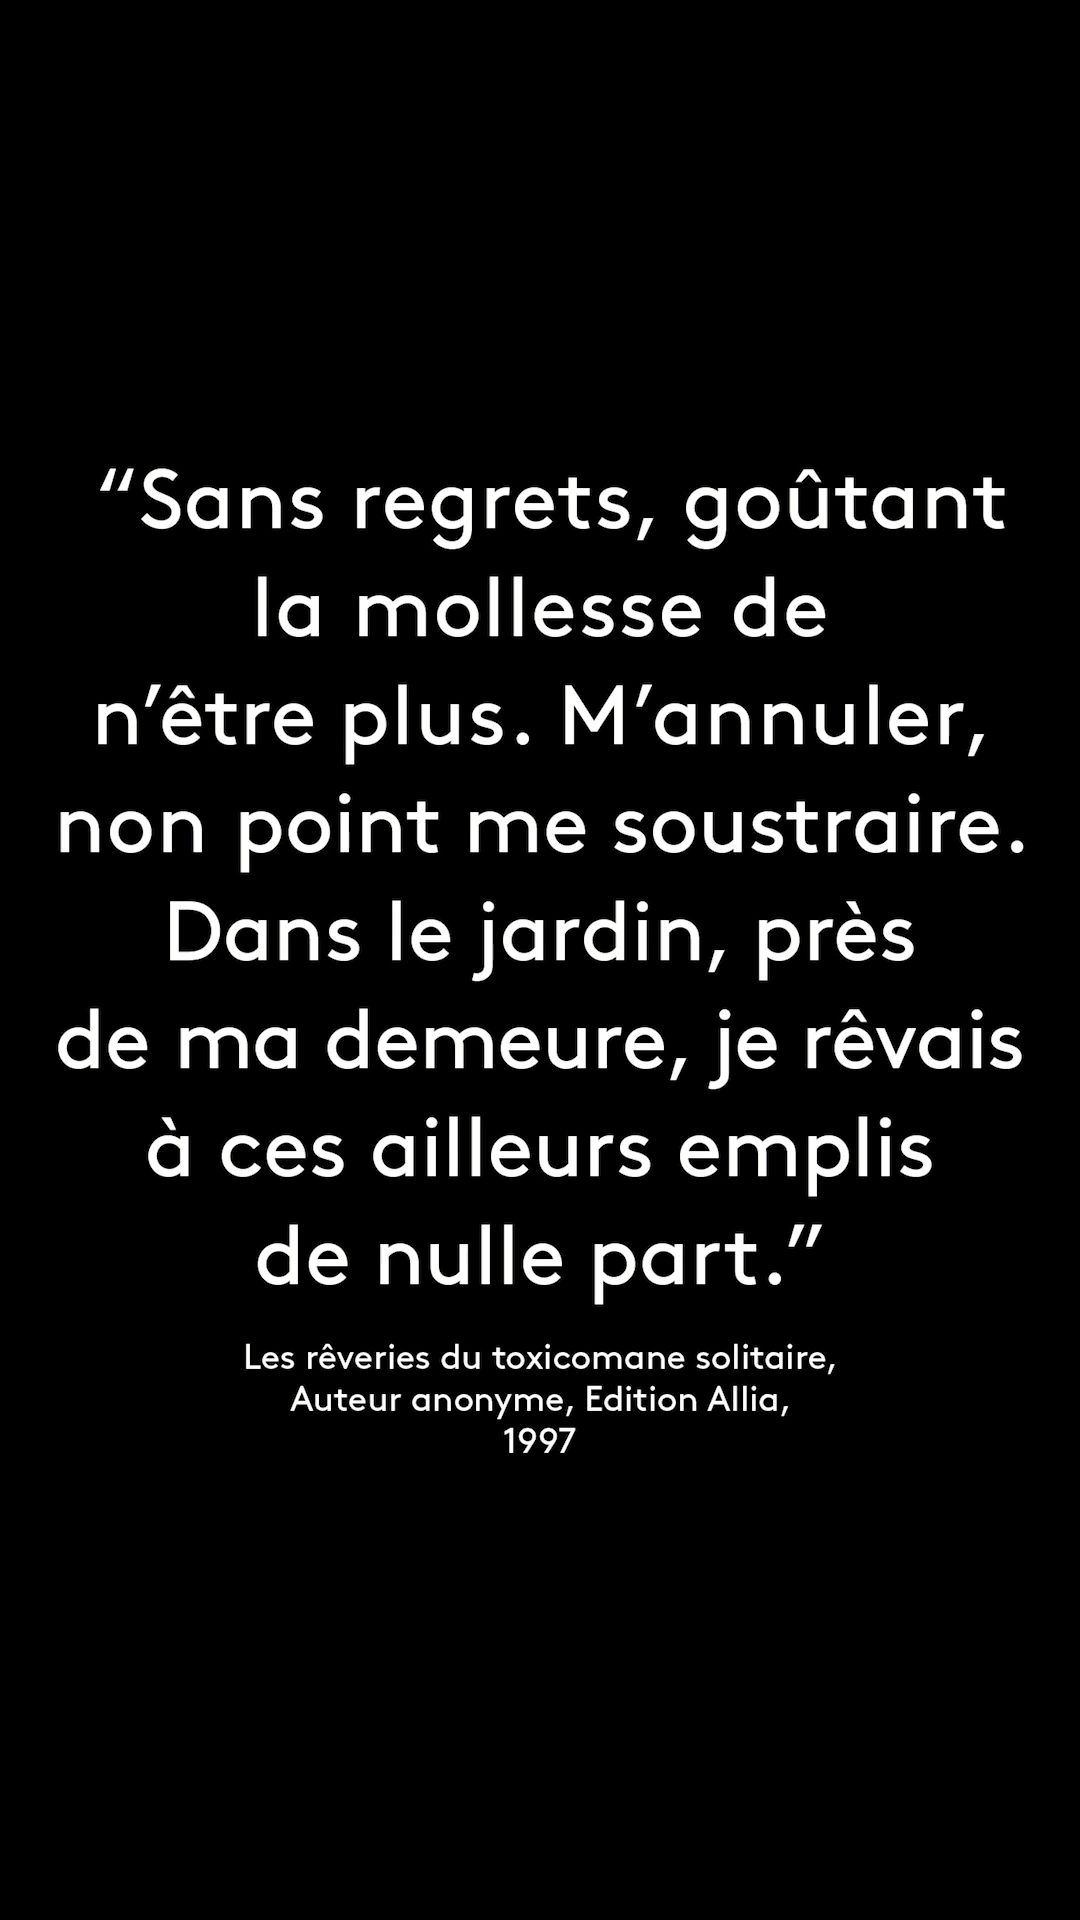 “Sans regrets, goûtant
la mollesse de
n’être plus. M’annuler,
non point me soustraire.
Dans le jardin, près
de ma demeure, je rêvais
à ces ailleurs emplis
de nulle part.”
Les rêveries du toxicomane solitaire,
Auteur anonyme, Edition Allia,
1997